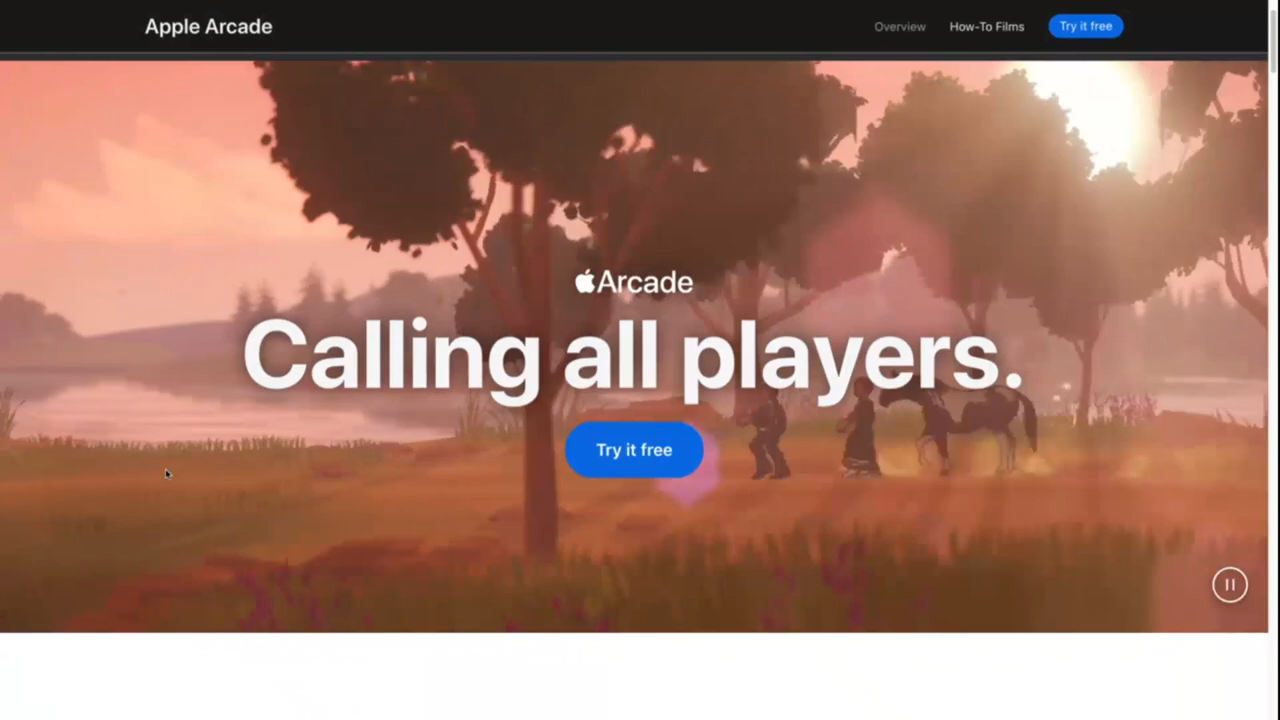 Apple Arcade
Overview
How-To Films
Try it free
Arcade
Calling all players.
Try it free